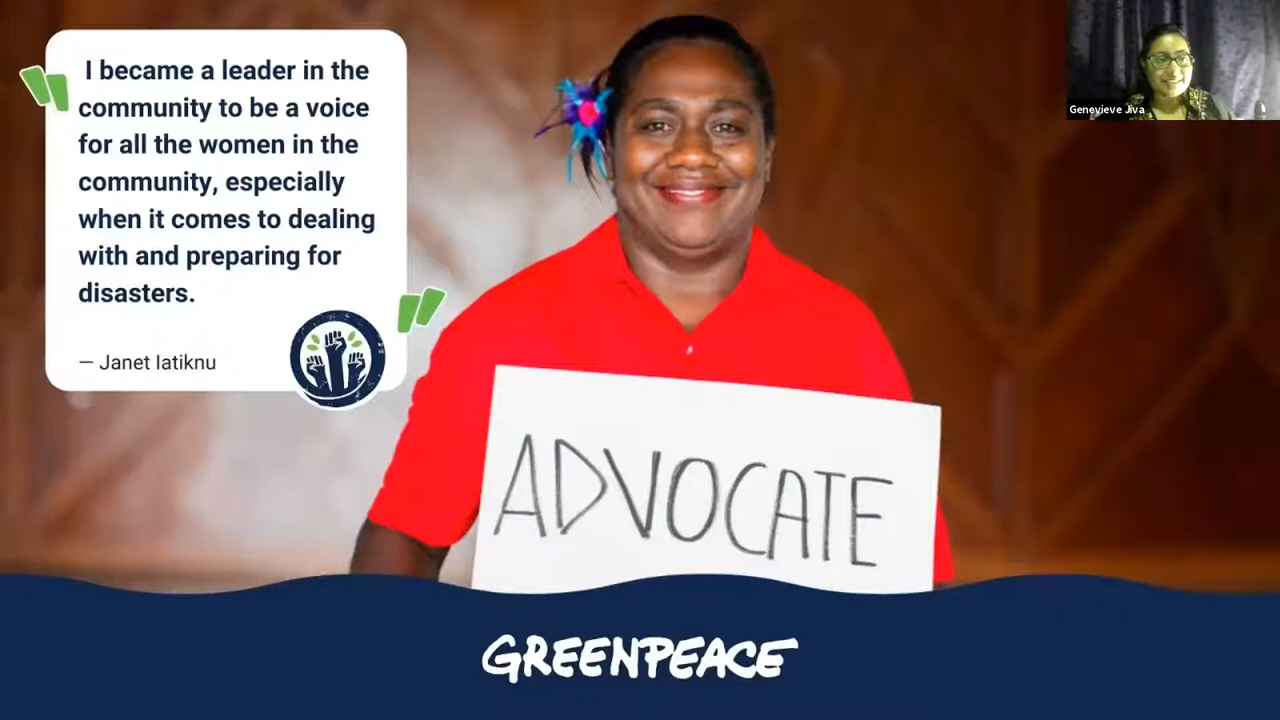 I became a leader in the
community to be a voice
for all the women in the
community, especially
when it comes to dealing
with and preparing for
disasters.
— Janet Iatiknu
Genevieve Jiva
ADVOCATE
GREENPEACE